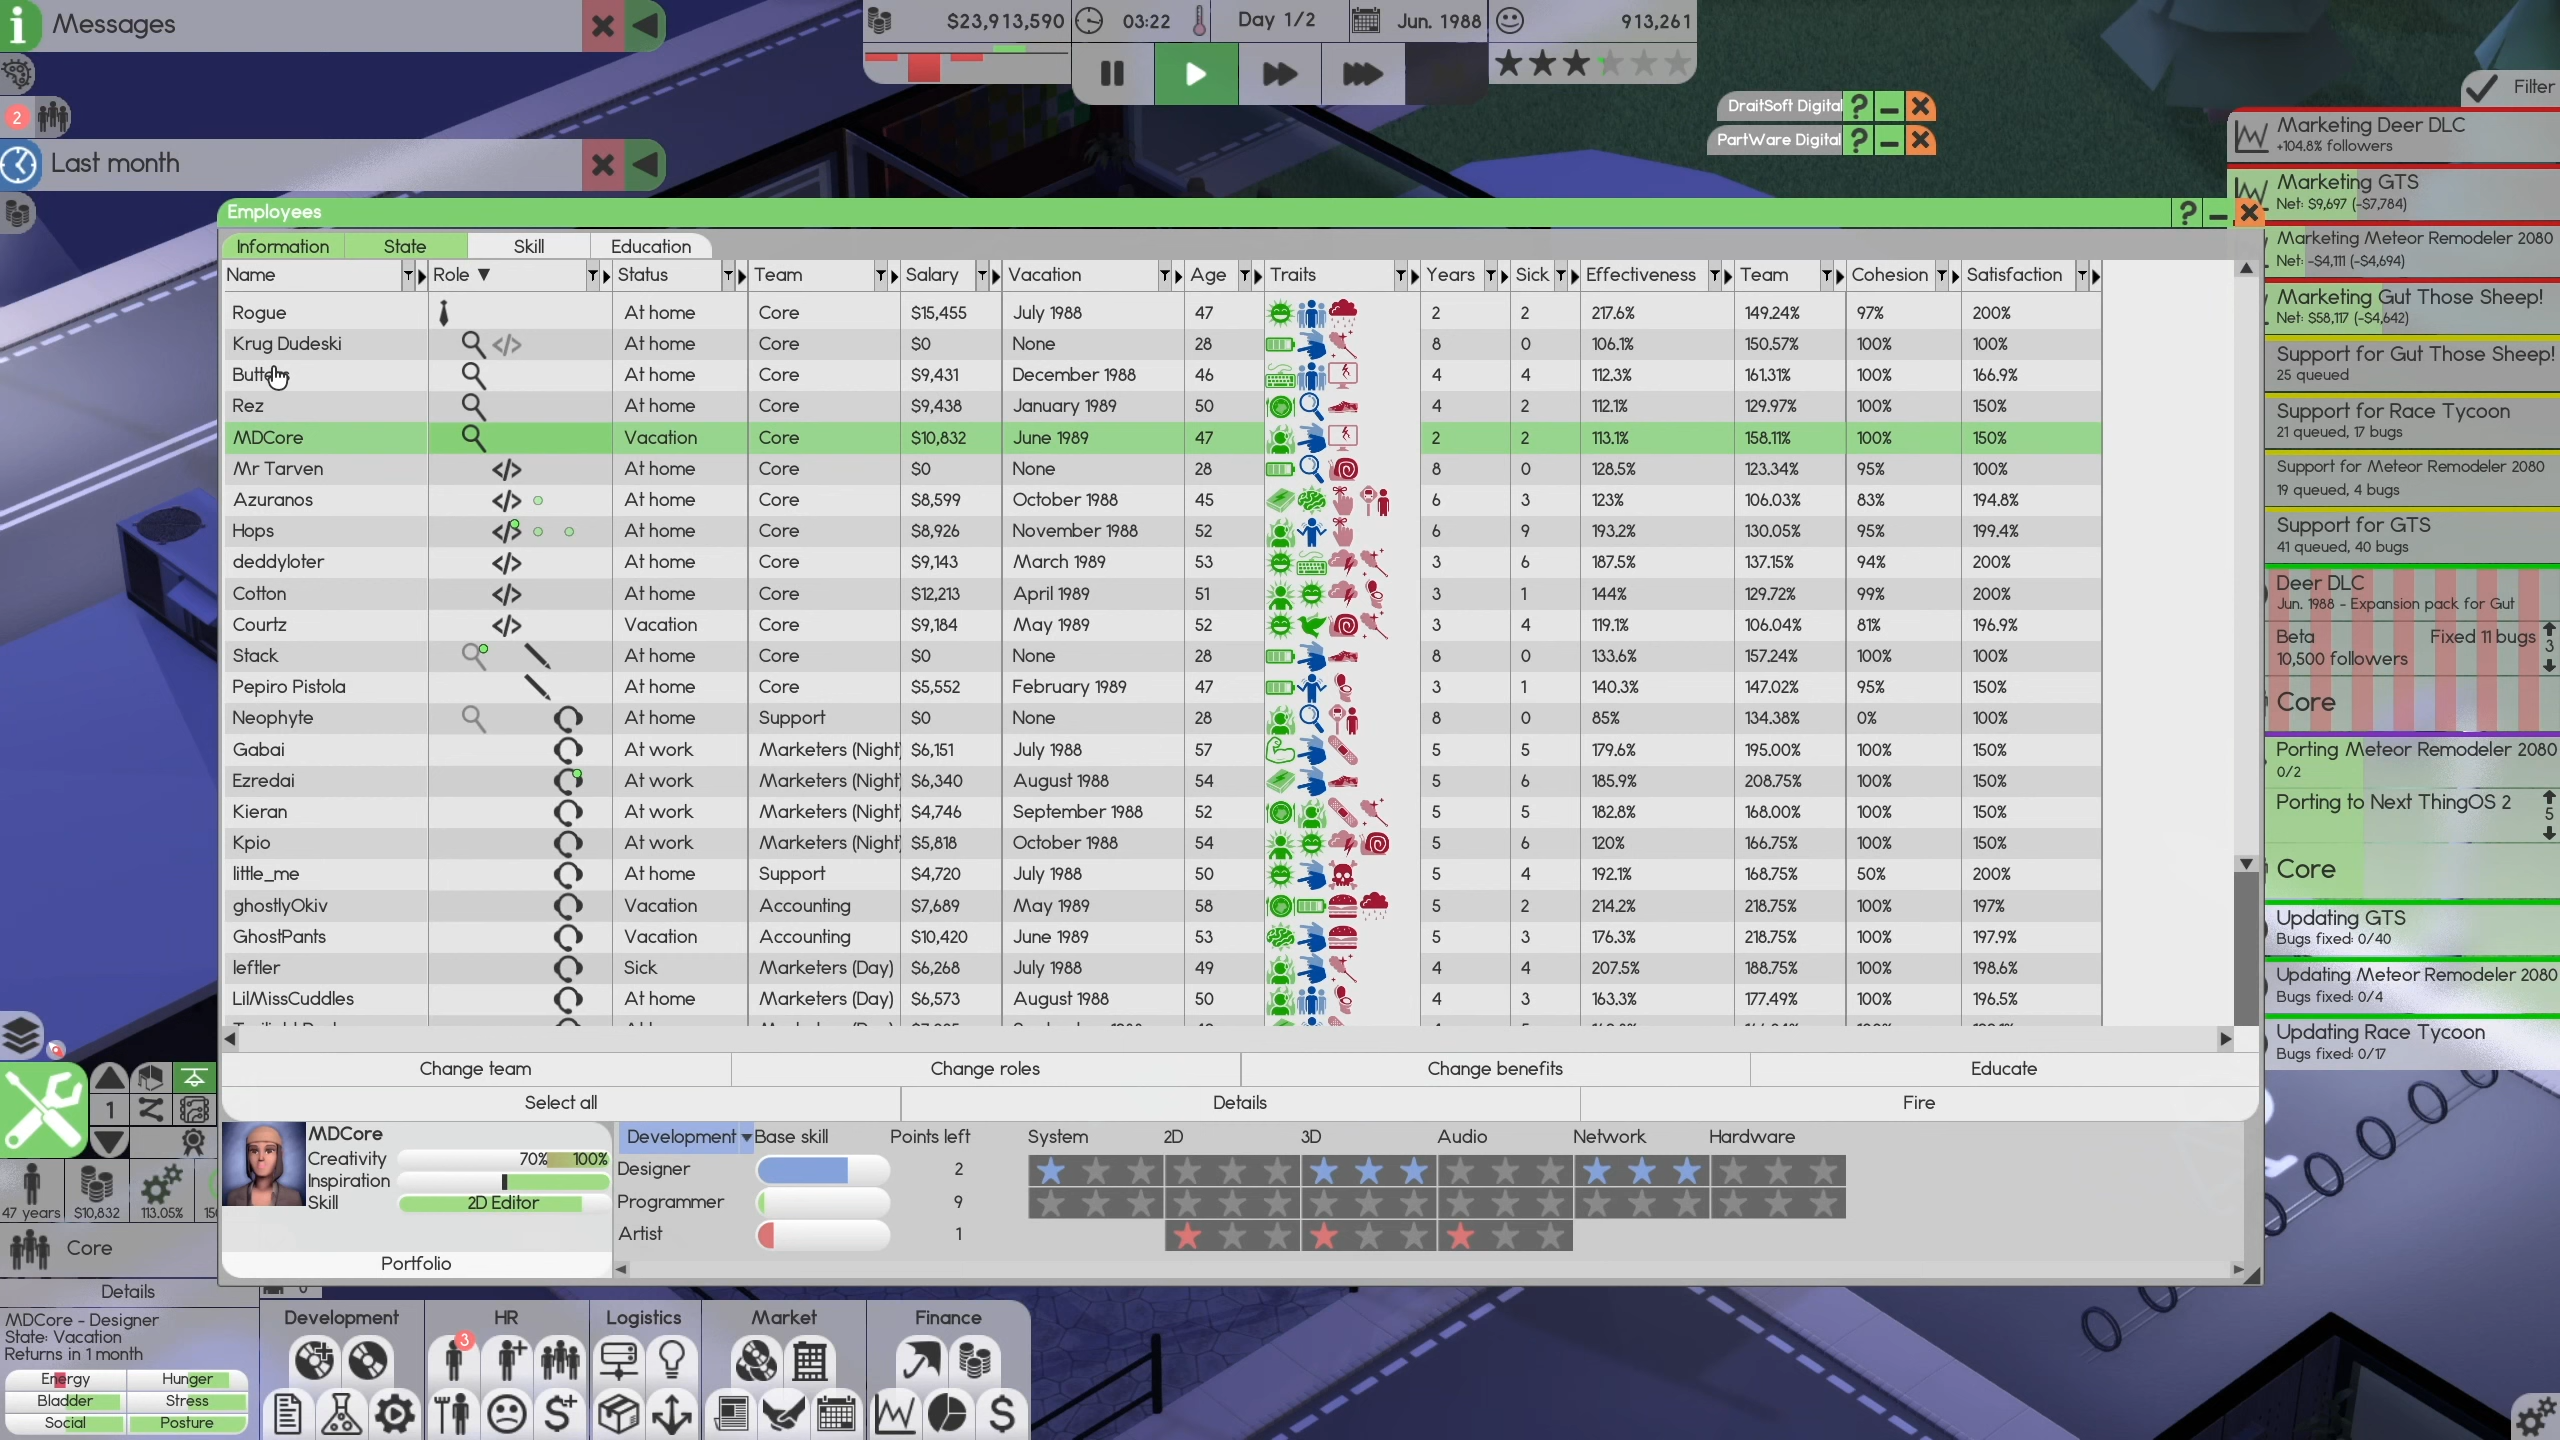 Messages
2
Last month
$23,913,590
03:22
Day 1/2
Jun. 1988
913,261
DraitSoft Digital
PartWare Digital
Filter
Employees
Information State Skill Education
Name Role Status Team Salary Vacation Age Traits Years Sick Effectiveness Team Cohesion Satisfaction
Rogue At home Core $15,455 July 1988 47 2 2 217.6% 149.24% 97% 200%
Krug Dudeski At home Core $0 None 28 8 0 106.1% 150.57% 100% 100%
At home Core $9,431 December 1988 46 4 4 112.3% 161.31% 100% 166.9%
Rez At home Core $9,438 January 1989 50 4 2 112.1% 129.97% 100% 150%
MDCore Vacation Core $10,832 June 1989 47 2 2 113.1% 158.11% 100% 150%
Mr Tarven At home Core $0 None 28 8 0 128.5% 123.34% 95% 100%
Azuranos At home Core $8,599 October 1988 45 6 3 123% 106.03% 83% 194.8%
Hops At home Core $8,926 November 1988 52 6 9 193.2% 130.05% 95% 199.4%
deddyloter At home Core $9,143 March 1989 53 3 6 187.5% 137.15% 94% 200%
Cotton At home Core $12,213 April 1989 51 3 1 144% 129.72% 99% 200%
Courtz Vacation Core $9,184 May 1989 52 3 4 119.1% 106.04% 81% 196.9%
Stack At home Core $0 None 28 8 0 133.6% 157.24% 100% 100%
Pepiro Pistola At home Core $5,552 February 1989 47 3 1 140.3% 147.02% 95% 150%
Neophyte At home Support $0 None 28 8 0 85% 134.38% 0% 100%
Gabai At work Marketers (Night $6,151 July 1988 57 5 5 179.6% 195.00% 100% 150%
Ezredai At work Marketers (Night $6,340 August 1988 54 5 6 185.9% 208.75% 100% 150%
Kieran At work Marketers (Night $4,746 September 1988 52 5 5 182.8% 168.00% 100% 150%
Kpio At work Marketers (Night $5,818 October 1988 54 5 6 120% 166.75% 100% 150%
little_me At home Support $4,720 July 1988 50 5 4 192.1% 168.75% 50% 200%
ghostlyOkiv Vacation Accounting $7,689 May 1989 58 5 2 214.2% 218.75% 100% 197%
GhostPants Vacation Accounting $10,420 June 1989 53 5 3 176.3% 218.75% 100% 197.9%
leftler Sick Marketers (Day) $6,268 July 1988 49 4 4 207.5% 188.75% 100% 198.6%
LilMissCuddles At home Marketers (Day) $6,573 August 1988 50 4 3 163.3% 177.49% 100% 196.5%
Change team Change roles Change benefits Educate
Select all Details Fire
MDCore
Creativity 70% 100%
Inspiration
Skill 2D Editor
Portfolio
Development Base skill Points left System 2D 3D Audio Network Hardware
Designer 2
Programmer 9
Artist 1
Marketing Deer DLC
+104.8% followers
Marketing GTS
Net: $9,697 (-$7,784)
Marketing Meteor Remodeler 2080
Net: -$4,111 (-$4,694)
Marketing Gut Those Sheep!
Net: $58,117 (-$4,642)
Support for Gut Those Sheep!
25 queued
Support for Race Tycoon
21 queued, 17 bugs
Support for Meteor Remodeler 2080
19 queued, 4 bugs
Support for GTS
41 queued, 40 bugs
Deer DLC
Jun. 1988 - Expansion pack for Gut
Beta Fixed 11 bugs
10,500 followers
3
Core
Porting Meteor Remodeler 2080
0/2
Porting to Next ThingOS 2
5
Core
Updating GTS
Bugs fixed: 0/40
Updating Meteor Remodeler 2080
Bugs fixed: 0/4
Updating Race Tycoon
Bugs fixed: 0/17
1
47 years $10,832 113.05%
Core
Details
MDCore - Designer
State: Vacation
Returns in 1 month
Energy Hunger
Bladder Stress
Social Posture
Development HR Logistics Market Finance
3